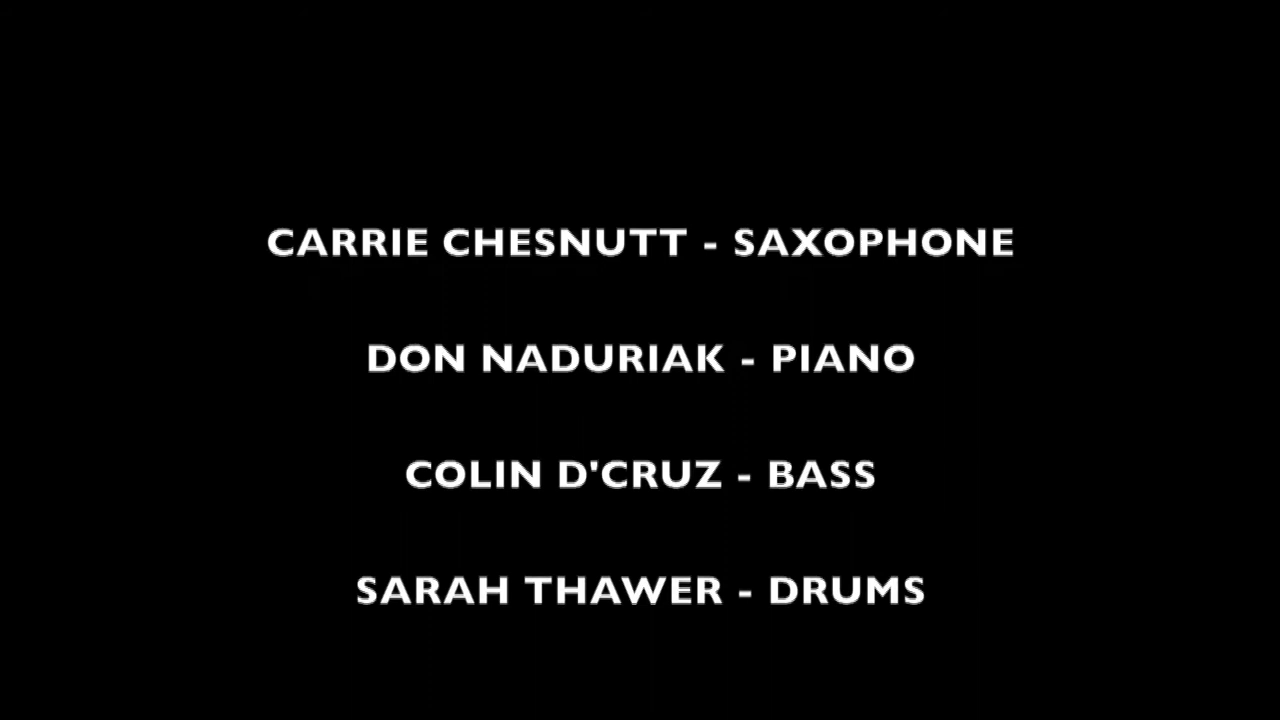 CARRIE CHESNUTT - SAXOPHONE
DON NADURIAK - PIANO
COLIN D'CRUZ - BASS
SARAH THAWER - DRUMS